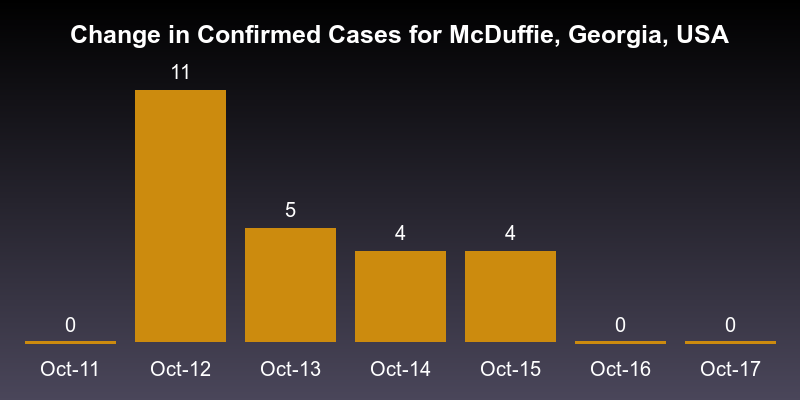 Change in Confirmed Cases for McDuffie, Georgia, USA
11
5
4 4
0 0 0
Oct-11 Oct-12 Oct-13 Oct-14 Oct-15 Oct-16 Oct-17